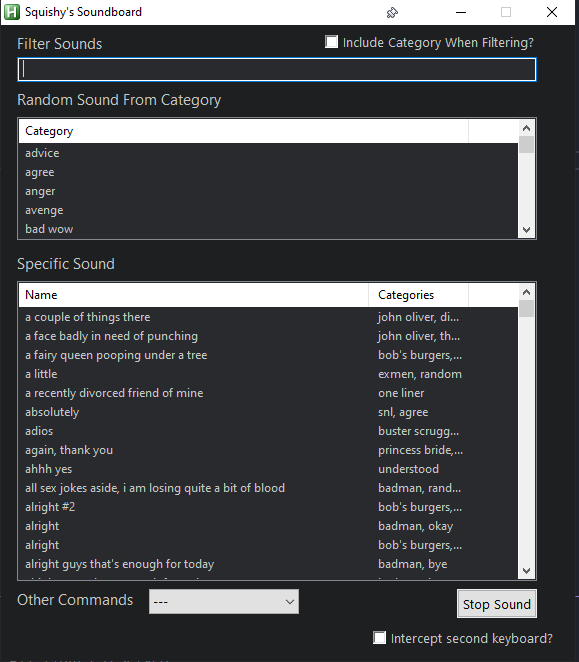 Squishy's Soundboard
Filter Sounds
Include Category When Filtering?
Random Sound From Category
Category
advice
agree
anger
avenge
bad wow
Specific Sound
Name Categories
a couple of things there john oliver, di...
a face badly in need of punching john oliver, th...
a fairy queen pooping under a tree bob's burgers,...
a little exmen, random
a recently divorced friend of mine one liner
absolutely snl, agree
adios buster scrugg...
again, thank you princess bride,...
ahhh yes understood
all sex jokes aside, i am losing quite a bit of blood badman, rand...
alright #2 bob's burgers,...
alright badman, okay
alright bob's burgers,...
alright guys that's enough for today badman, bye
Other Commands --- Stop Sound
Intercept second keyboard?